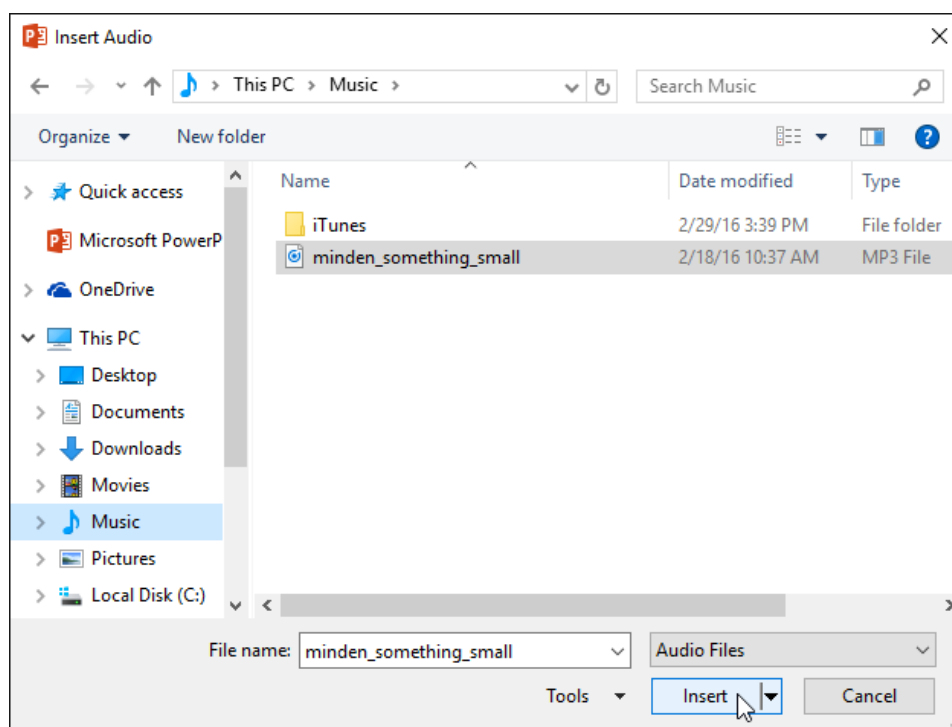 Insert Audio
This PC > Music >
Search Music
Organize
New folder
?
Name Date modified Type
Quick access
Microsoft PowerP
OneDrive
This PC
Desktop
Documents
Downloads
Movies
Music
Pictures
Local Disk (C:)
iTunes 2/29/16 3:39 PM File folder
minden_something_small 2/18/16 10:37 AM MP3 File
File name: minden_something_small Audio Files
Tools Insert Cancel